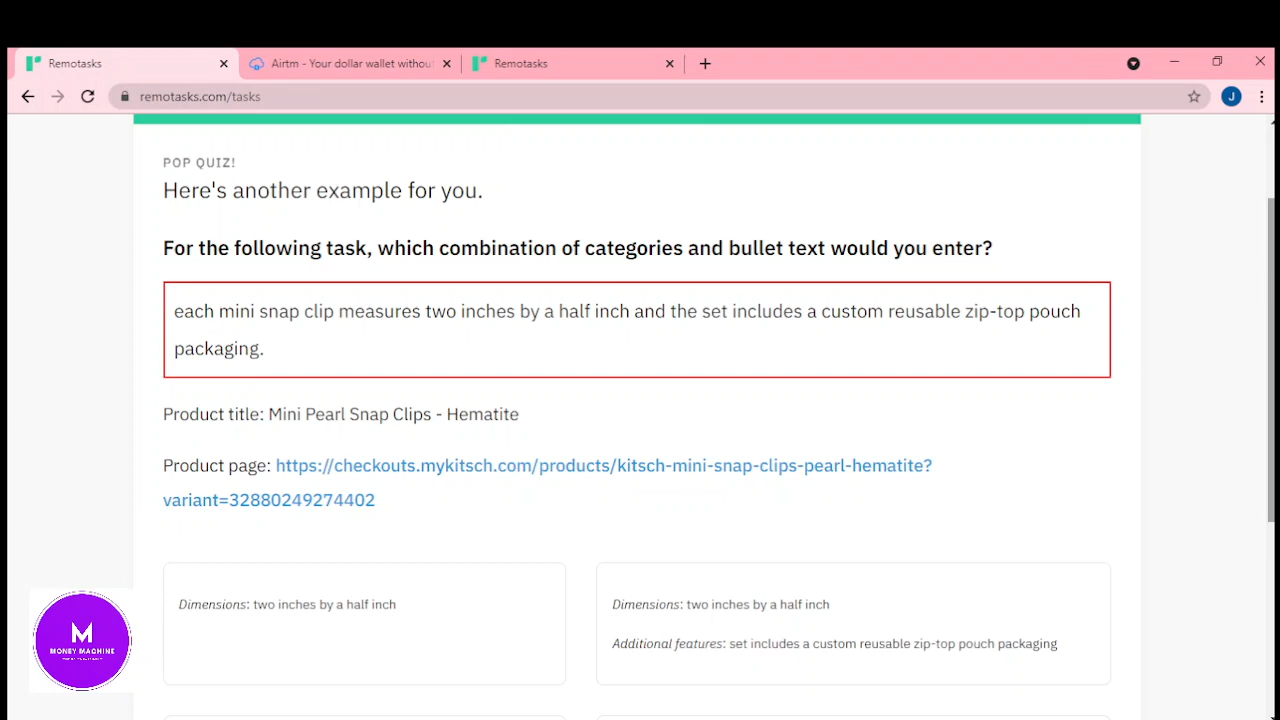 Remotasks
Airtm - Your dollar wallet withou
Remotasks
remotasks.com/tasks
J
POP QUIZ!
Here's another example for you.
For the following task, which combination of categories and bullet text would you enter?
each mini snap clip measures two inches by a half inch and the set includes a custom reusable zip-top pouch
packaging.
Product title: Mini Pearl Snap Clips - Hematite
Product page: https://checkouts.mykitsch.com/products/kitsch-mini-snap-clips-pearl-hematite?
variant=32880249274402
Dimensions: two inches by a half inch
Dimensions: two inches by a half inch
Additional features: set includes a custom reusable zip-top pouch packaging
M
MONEY MACHINE